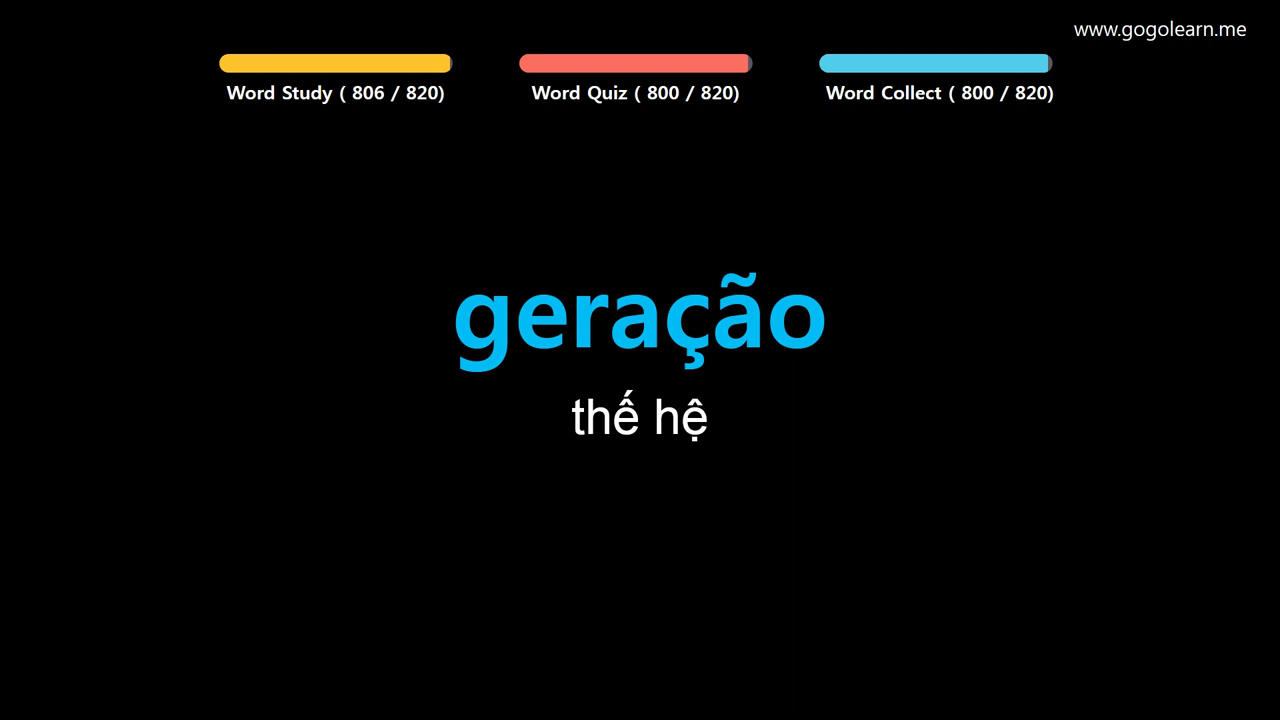 www.gogolearn.me
Word Study ( 806 / 820)
Word Quiz ( 800 / 820)
Word Collect ( 800 / 820)
geração
thế hệ